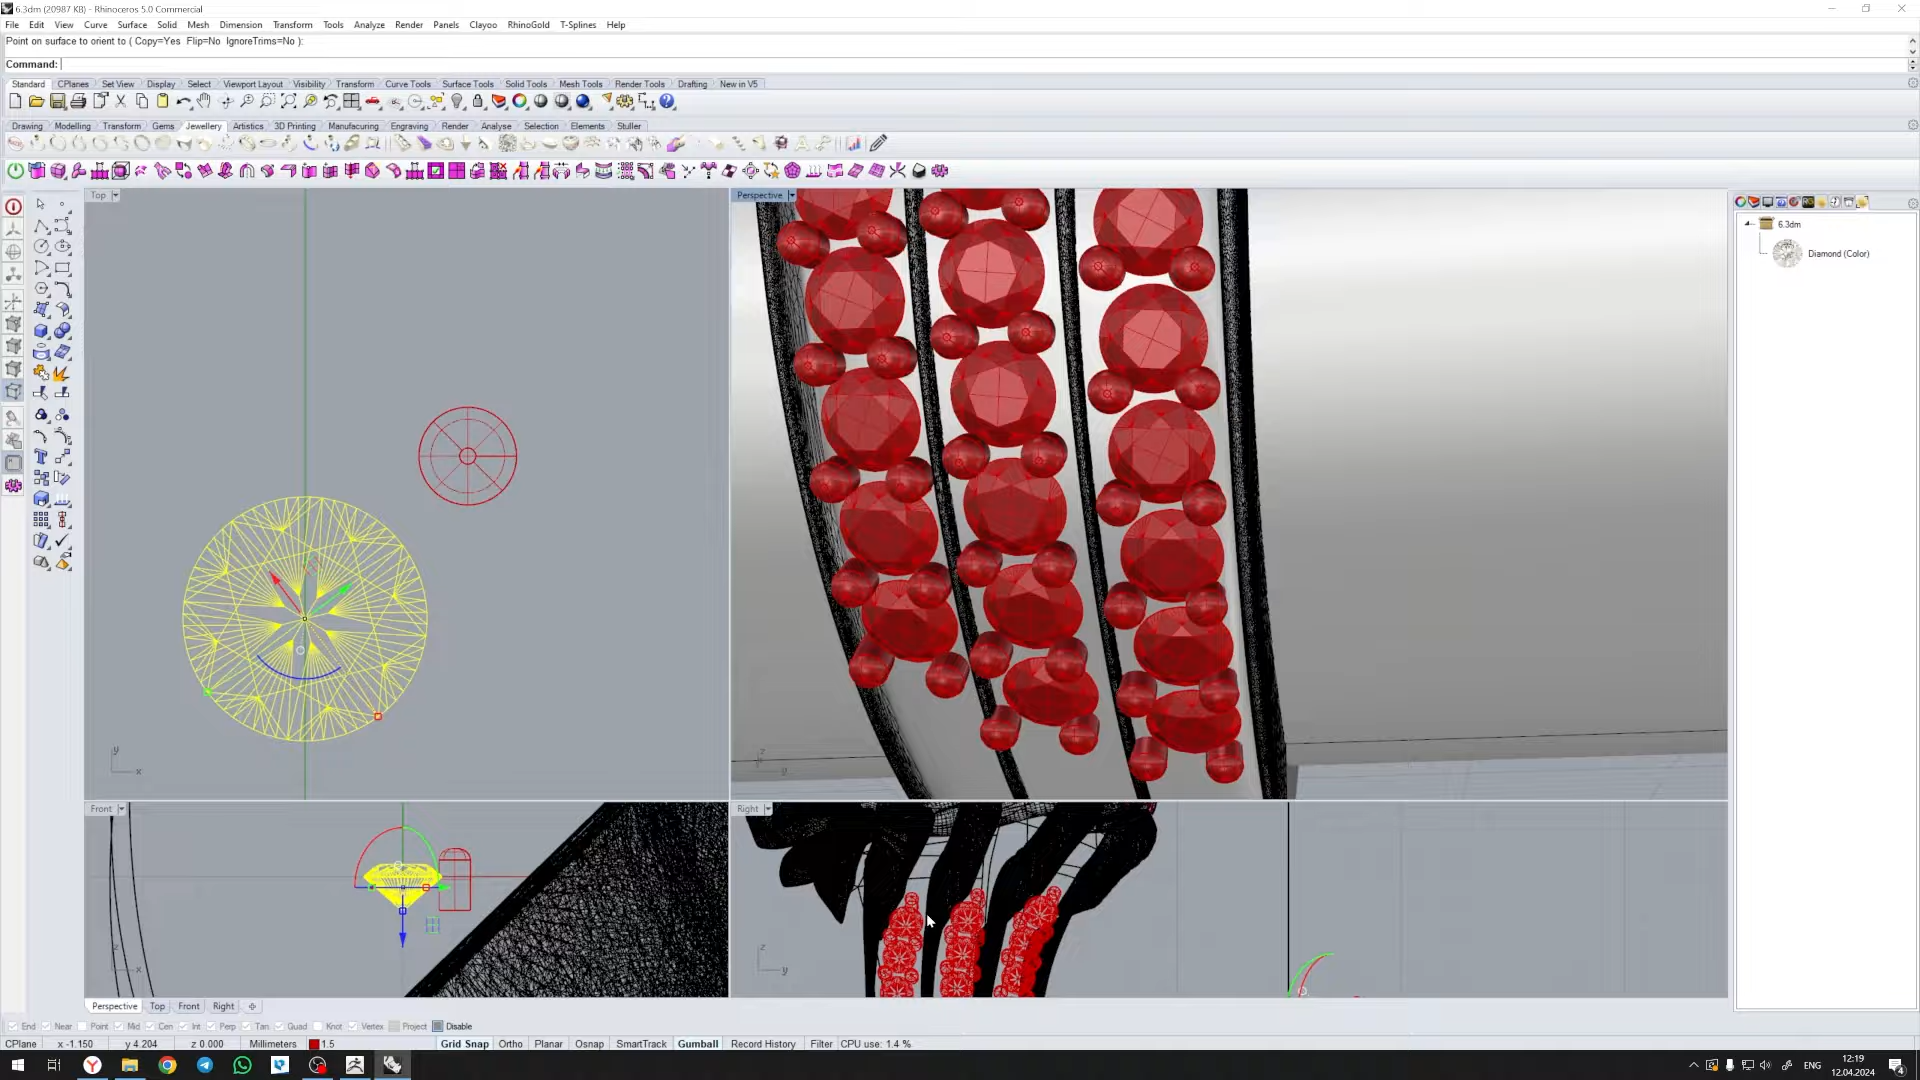 6.3dm (20987 KB) - Rhinoceros 5.0 Commercial
File Edit View Curve Surface Solid Mesh Dimension Transform Tools Analyze Render Panels Clayoo RhinoGold T-Splines Help
Point on surface to orient to ( Copy=Yes Flip=No IgnoreTrims=No ):
Command:
Standard CPlanes Set View Display Select Viewport Layout Visibility Transform Curve Tools Surface Tools Solid Tools Mesh Tools Render Tools Drafting New in V5
Drawing Modelling Transform Gems Jewellery Artistics 3D Printing Manufacuring Engraving Render Analyse Selection Elements Stuller
Top
Perspective
6.3dm
Diamond (Color)
y
x
z
y
Front
Right
z
x
z
y
Perspective Top Front Right
End Near Point Mid Cen Int Perp Tan Quad Knot Vertex Project Disable
CPlane x -1.150 y 4.204 z 0.000 Millimeters 1.5 Grid Snap Ortho Planar Osnap SmartTrack Gumball Record History Filter CPU use: 1.4 %
ENG
12:19
12.04.2024
4